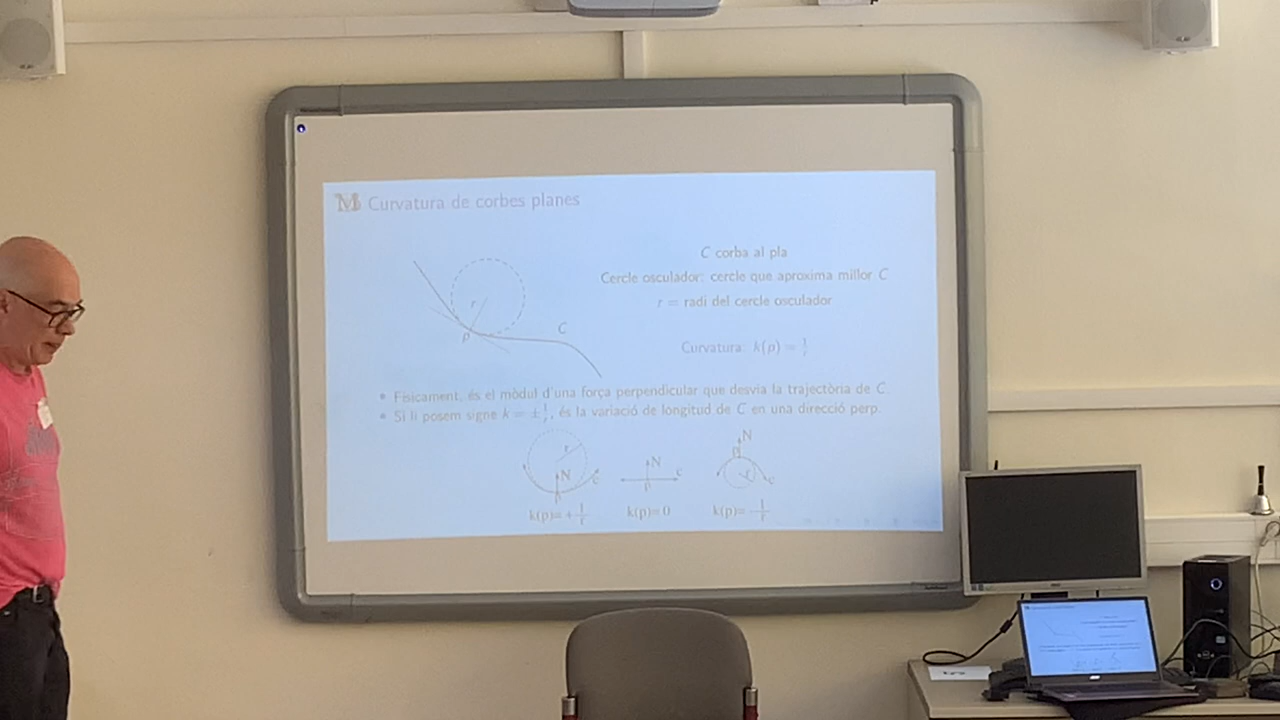 Curvatura de corbes planes
C corba al pla
Cercle osculador: cercle que aproxima millor C
r = radi del cercle osculador
r
C
p
Curvatura: k(p) = 1/r
• Físicament, és el mòdul d'una força perpendicular que desvia la trajectòria de C.
• Si li posem signe k = ± 1/r, és la variació de longitud de C en una direcció perp.
r N c p
N c p
N p r c
k(p)=+ 1/r
k(p)=0
k(p)=- 1/r